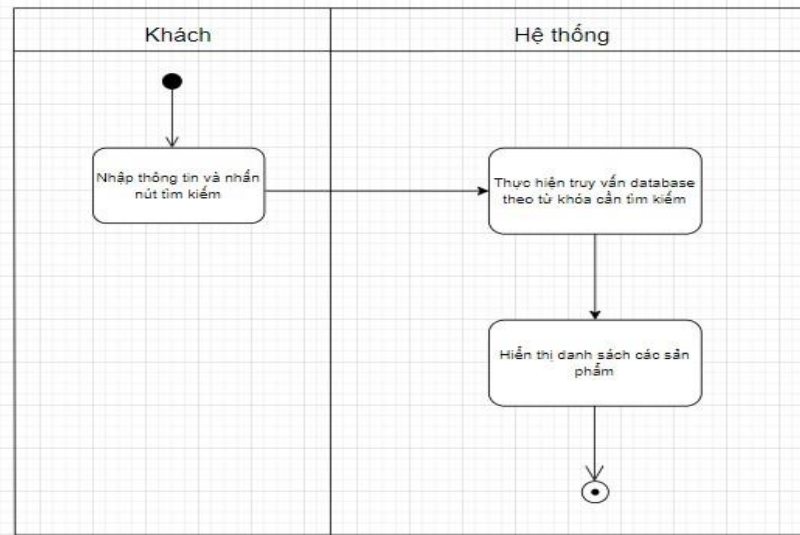 Khách
Hệ thống
Nhập thông tin và nhấn
nút tìm kiếm
Thực hiện truy vấn database
theo từ khóa cần tìm kiếm
Hiển thị danh sách các sản
phẩm